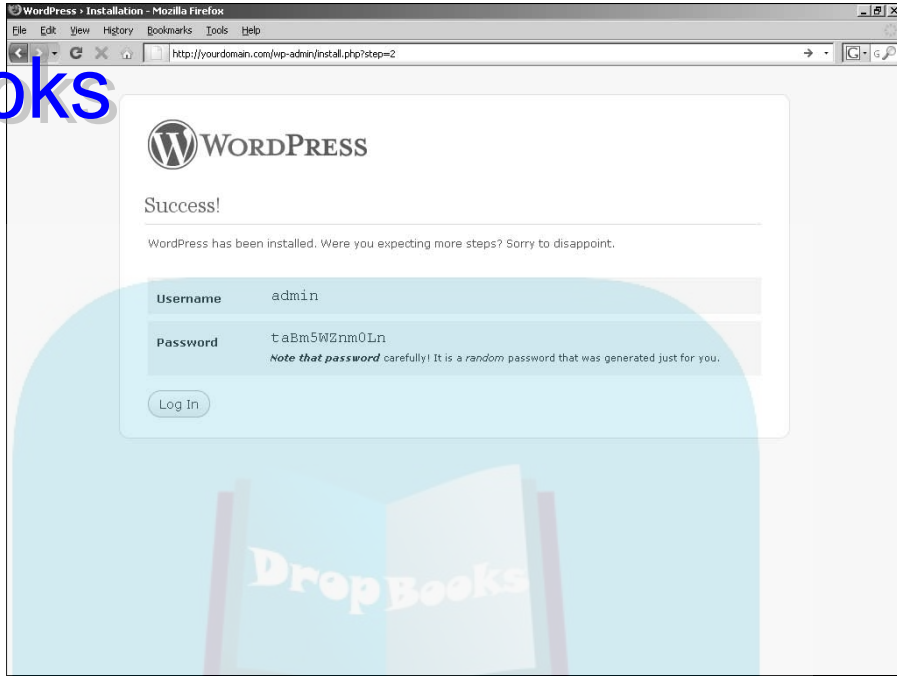 WordPress › Installation - Mozilla Firefox
File Edit View History Bookmarks Tools Help
http://yourdomain.com/wp-admin/install.php?step=2
G G
oks
WORDPRESS
Success!
WordPress has been installed. Were you expecting more steps? Sorry to disappoint.
Username admin
Password taBm5WZnm0Ln
Note that password carefully! It is a random password that was generated just for you.
Log In
Drop Books